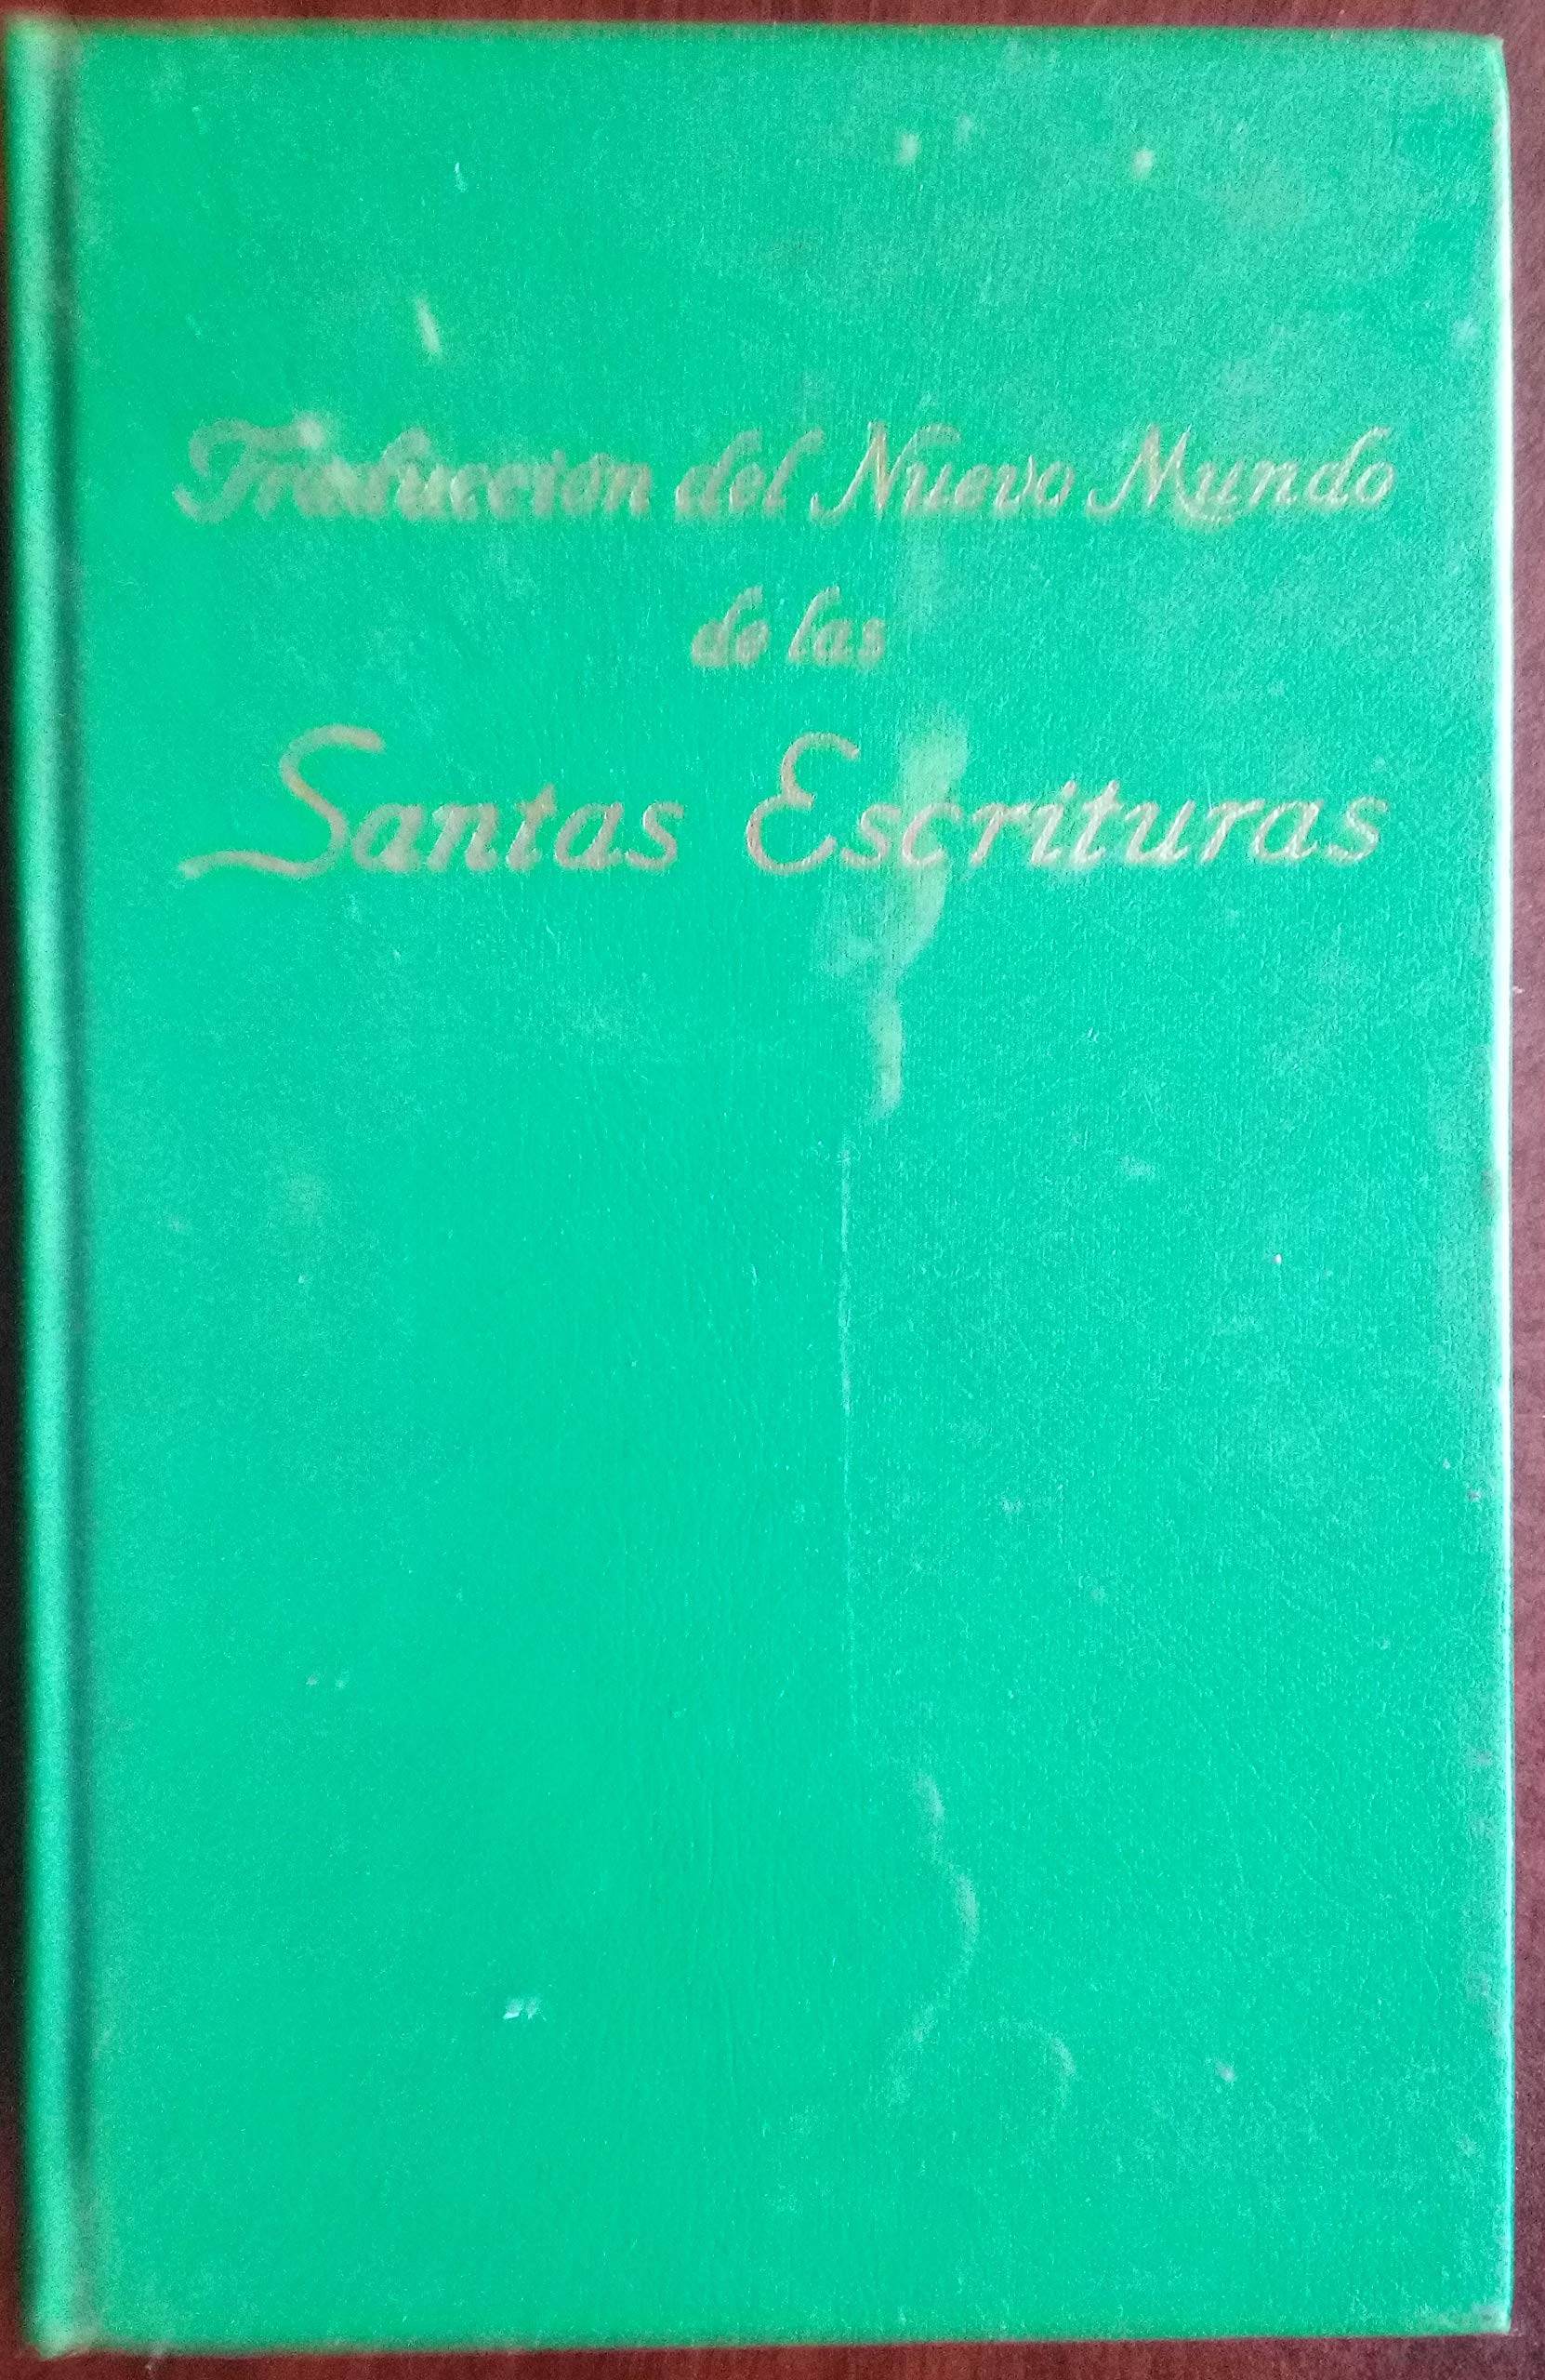 Traducción del Nuevo Mundo
de las
Santas Escrituras